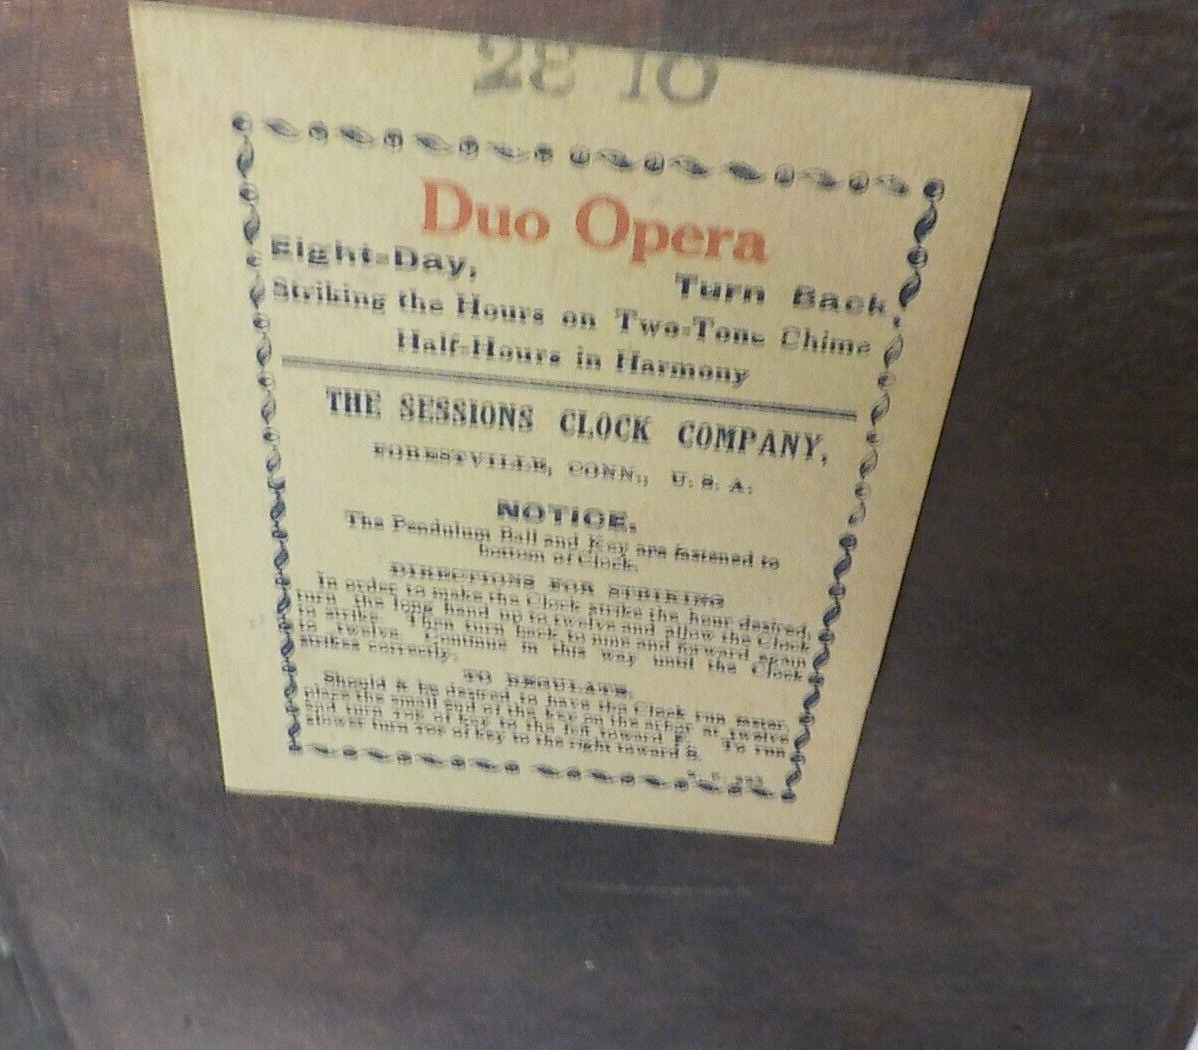 Duo Opera
Eight-Day, Turn Back,
Striking the Hours on Two-Tone Chime
Half-Hours in Harmony
THE SESSIONS CLOCK COMPANY,
FORESTVILLE, CONN., U. S. A.
NOTICE.
The Pendulum Ball and Key are fastened to
bottom of Clock.
DIRECTIONS FOR STRIKING
In order to make the Clock strike the hour desired,
turn the long hand up to twelve and allow the Clock
to strike. Then turn back to nine and forward again
to twelve. Continue in this way until the Clock
strikes correctly.
TO REGULATE.
Should it be desired to have the Clock run faster,
place the small end of the key on the arbor at twelve
and turn TOP of key to the left toward F. To run
slower turn TOP of key to the right toward S.